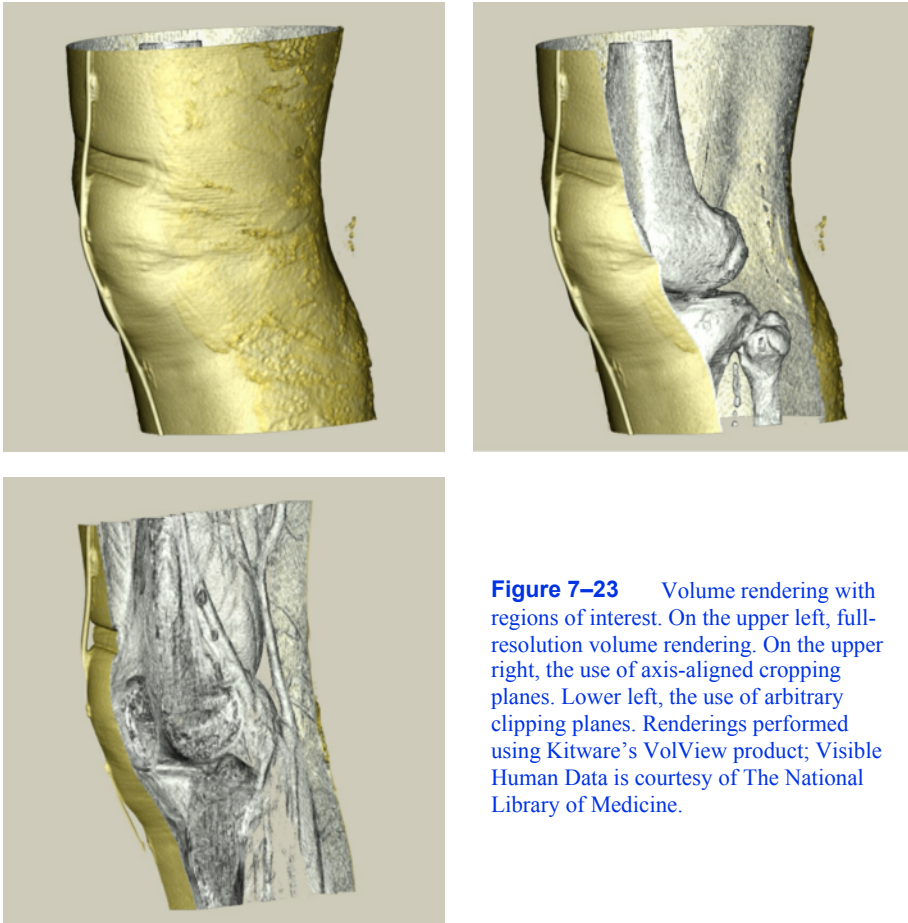 Figure 7–23 Volume rendering with
regions of interest. On the upper left, full-
resolution volume rendering. On the upper
right, the use of axis-aligned cropping
planes. Lower left, the use of arbitrary
clipping planes. Renderings performed
using Kitware’s VolView product; Visible
Human Data is courtesy of The National
Library of Medicine.